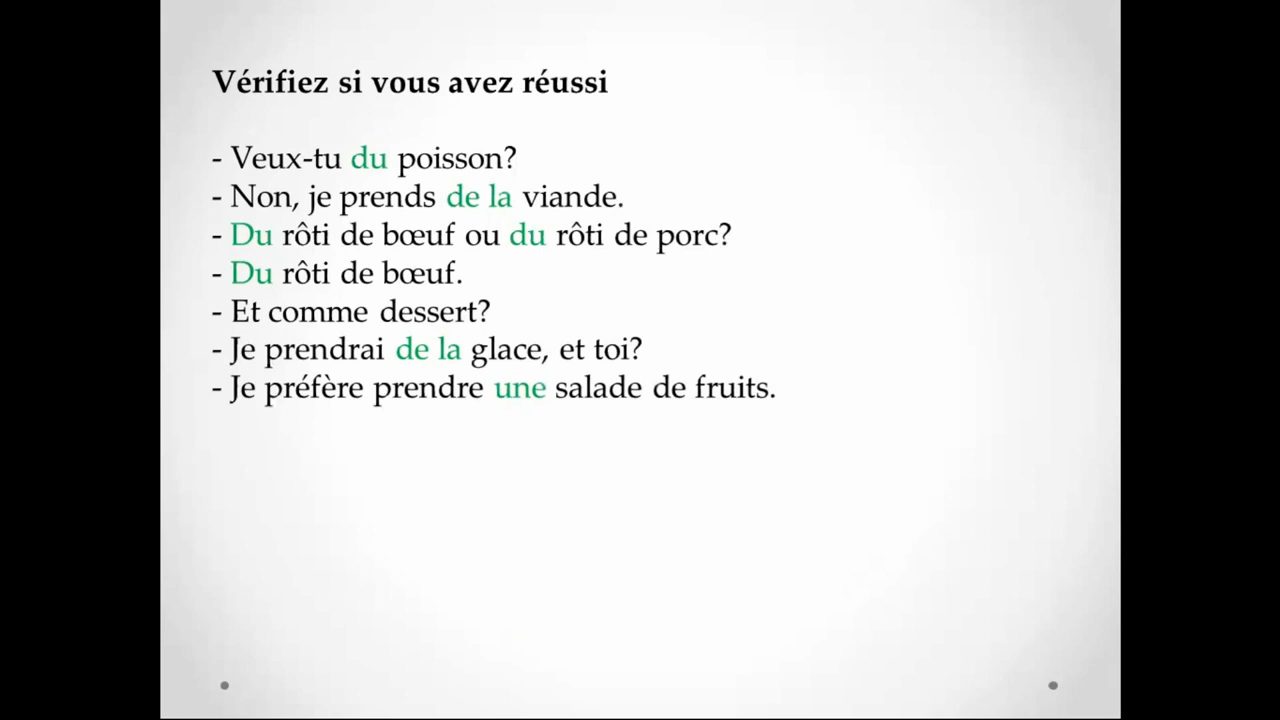 Vérifiez si vous avez réussi
- Veux-tu du poisson?
- Non, je prends de la viande.
- Du rôti de bœuf ou du rôti de porc?
- Du rôti de bœuf.
- Et comme dessert?
- Je prendrai de la glace, et toi?
- Je préfère prendre une salade de fruits.